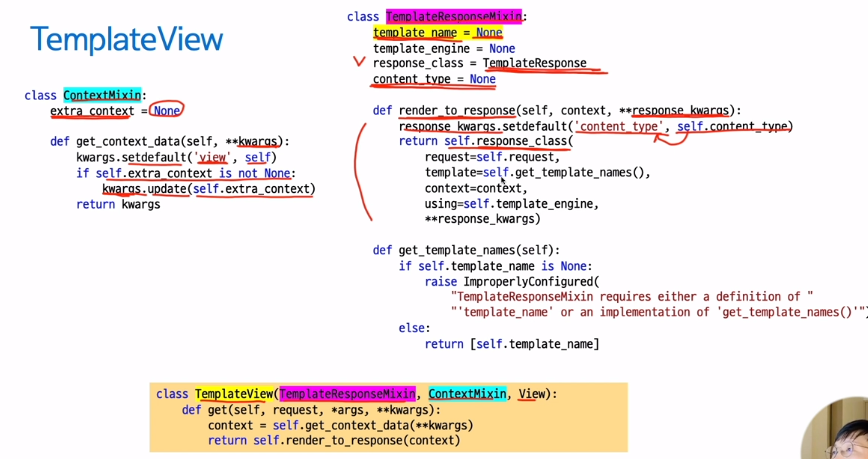 TemplateView
class ContextMixin:
    extra_context = None
    def get_context_data(self, **kwargs):
        kwargs.setdefault('view', self)
        if self.extra_context is not None:
            kwargs.update(self.extra_context)
        return kwargs
class TemplateResponseMixin:
    template_name = None
    template_engine = None
    response_class = TemplateResponse
    content_type = None
    def render_to_response(self, context, **response_kwargs):
        response_kwargs.setdefault('content_type', self.content_type)
        return self.response_class(
            request=self.request,
            template=self.get_template_names(),
            context=context,
            using=self.template_engine,
            **response_kwargs)
    def get_template_names(self):
        if self.template_name is None:
            raise ImproperlyConfigured(
                "TemplateResponseMixin requires either a definition of "
                "'template_name' or an implementation of 'get_template_names()'")
        else:
            return [self.template_name]
class TemplateView(TemplateResponseMixin, ContextMixin, View):
    def get(self, request, *args, **kwargs):
        context = self.get_context_data(**kwargs)
        return self.render_to_response(context)